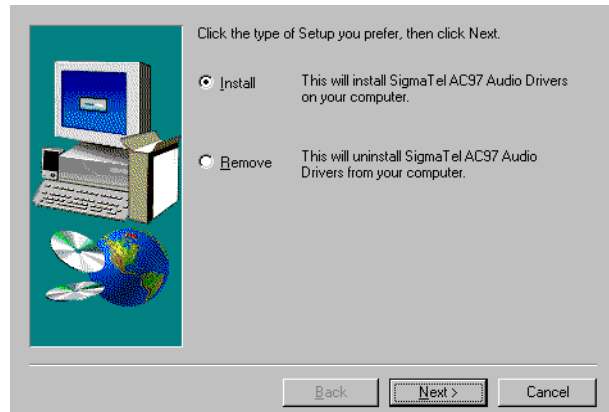 Click the type of Setup you prefer, then click Next.
Install
This will install SigmaTel AC97 Audio Drivers
on your computer.
Remove
This will uninstall SigmaTel AC97 Audio
Drivers from your computer.
Back
Next >
Cancel